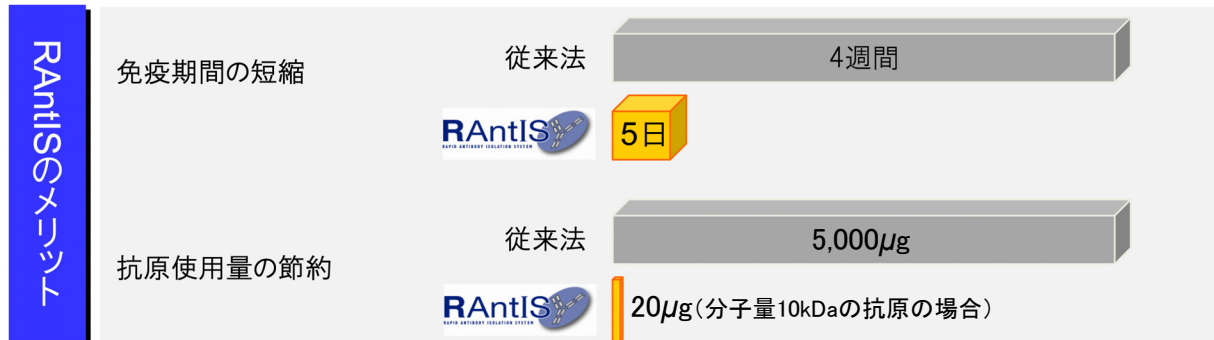 RAntISのメリット
免疫期間の短縮
従来法
4週間
RAntIS
RAPID ANTIBODY ISOLATION SYSTEM
5日
抗原使用量の節約
従来法
5,000μg
RAntIS
RAPID ANTIBODY ISOLATION SYSTEM
20μg(分子量10kDaの抗原の場合)